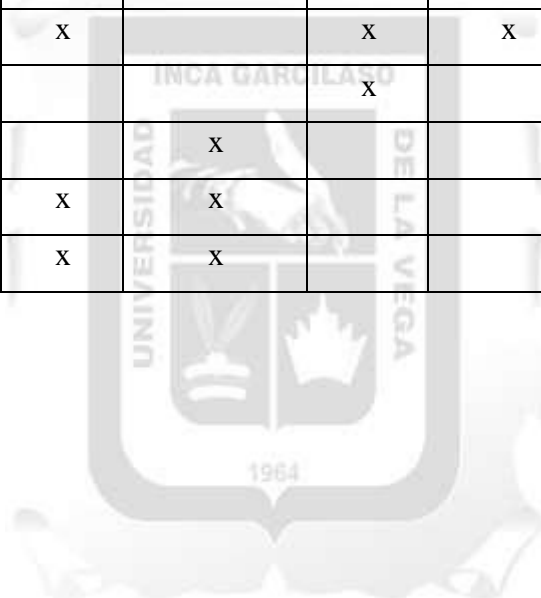 x x x
INCA GARCILASO
x
x
x x
x x
UNIVERSIDAD
DE LA VEGA
1964